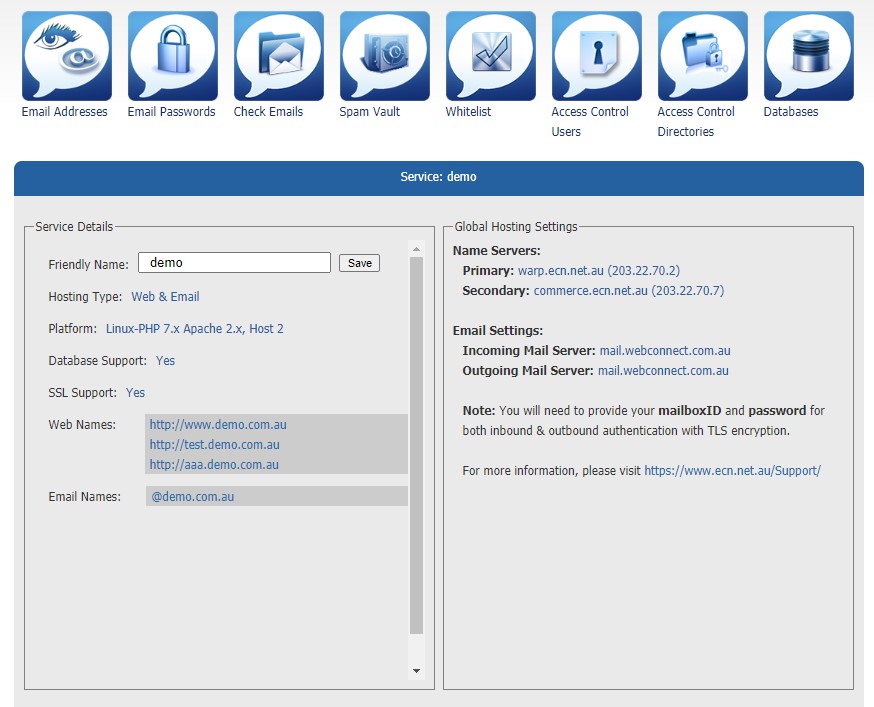 Email Addresses
Email Passwords
Check Emails
Spam Vault
Whitelist
Access Control
Users
Access Control
Directories
Databases
Service: demo
Service Details
Friendly Name: demo Save
Hosting Type: Web & Email
Platform: Linux-PHP 7.x Apache 2.x, Host 2
Database Support: Yes
SSL Support: Yes
Web Names: http://www.demo.com.au
http://test.demo.com.au
http://aaa.demo.com.au
Email Names: @demo.com.au
Global Hosting Settings
Name Servers:
Primary: warp.ecn.net.au (203.22.70.2)
Secondary: commerce.ecn.net.au (203.22.70.7)
Email Settings:
Incoming Mail Server: mail.webconnect.com.au
Outgoing Mail Server: mail.webconnect.com.au
Note: You will need to provide your mailboxID and password for
both inbound & outbound authentication with TLS encryption.
For more information, please visit https://www.ecn.net.au/Support/